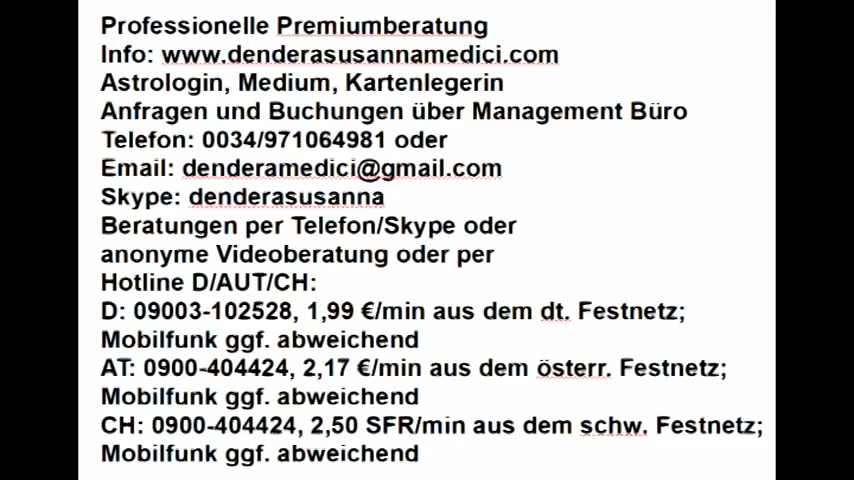 Professionelle Premiumberatung
Info: www.denderasusannamedici.com
Astrologin, Medium, Kartenlegerin
Anfragen und Buchungen über Management Büro
Telefon: 0034/971064981 oder
Email: denderamedici@gmail.com
Skype: denderasusanna
Beratungen per Telefon/Skype oder
anonyme Videoberatung oder per
Hotline D/AUT/CH:
D: 09003-102528, 1,99 €/min aus dem dt. Festnetz;
Mobilfunk ggf. abweichend
AT: 0900-404424, 2,17 €/min aus dem österr. Festnetz;
Mobilfunk ggf. abweichend
CH: 0900-404424, 2,50 SFR/min aus dem schw. Festnetz;
Mobilfunk ggf. abweichend